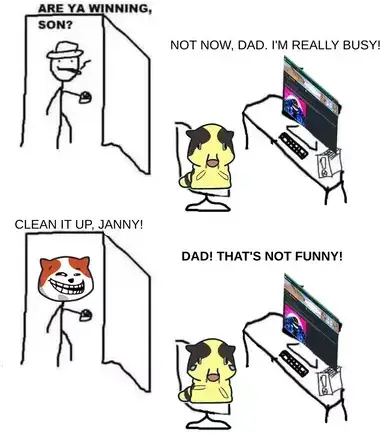 ARE YA WINNING,
SON?
NOT NOW, DAD. I'M REALLY BUSY!
CLEAN IT UP, JANNY!
DAD! THAT'S NOT FUNNY!